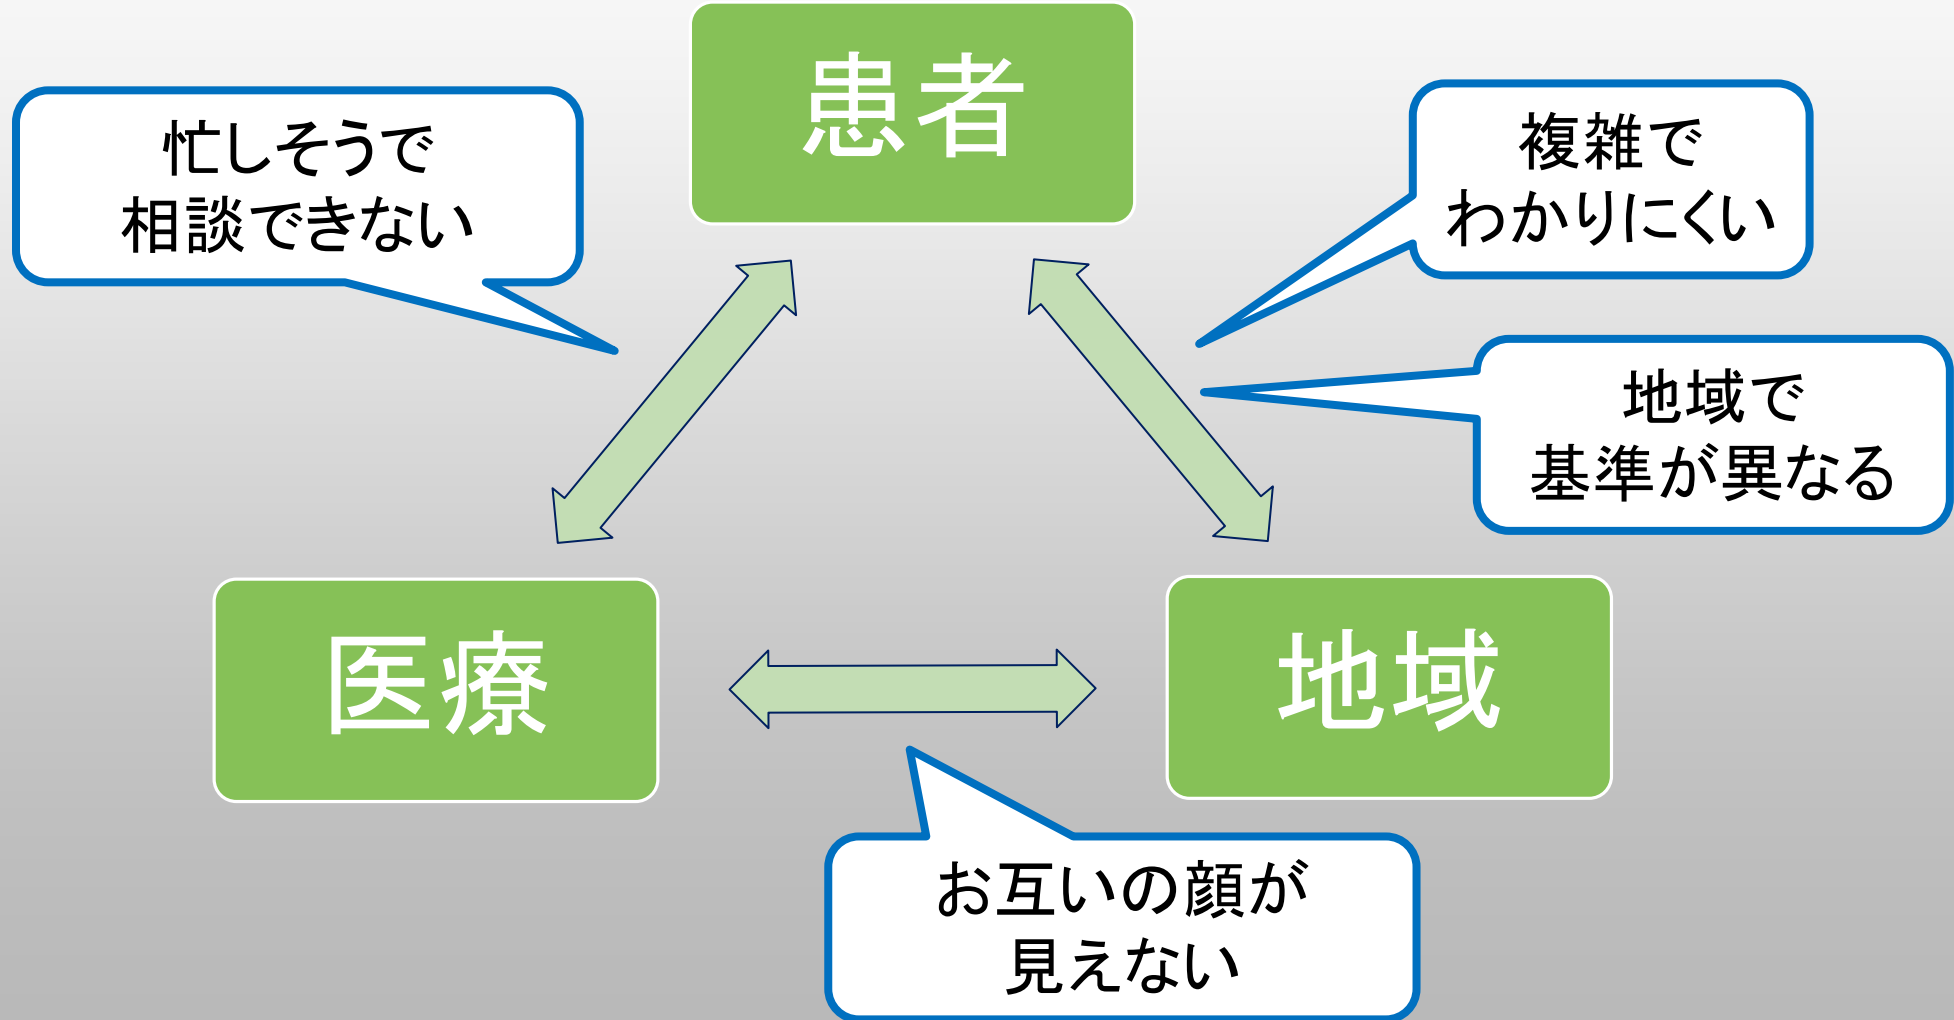 患者
忙しそうで
相談できない
複雑で
わかりにくい
地域で
基準が異なる
医療
地域
お互いの顔が
見えない